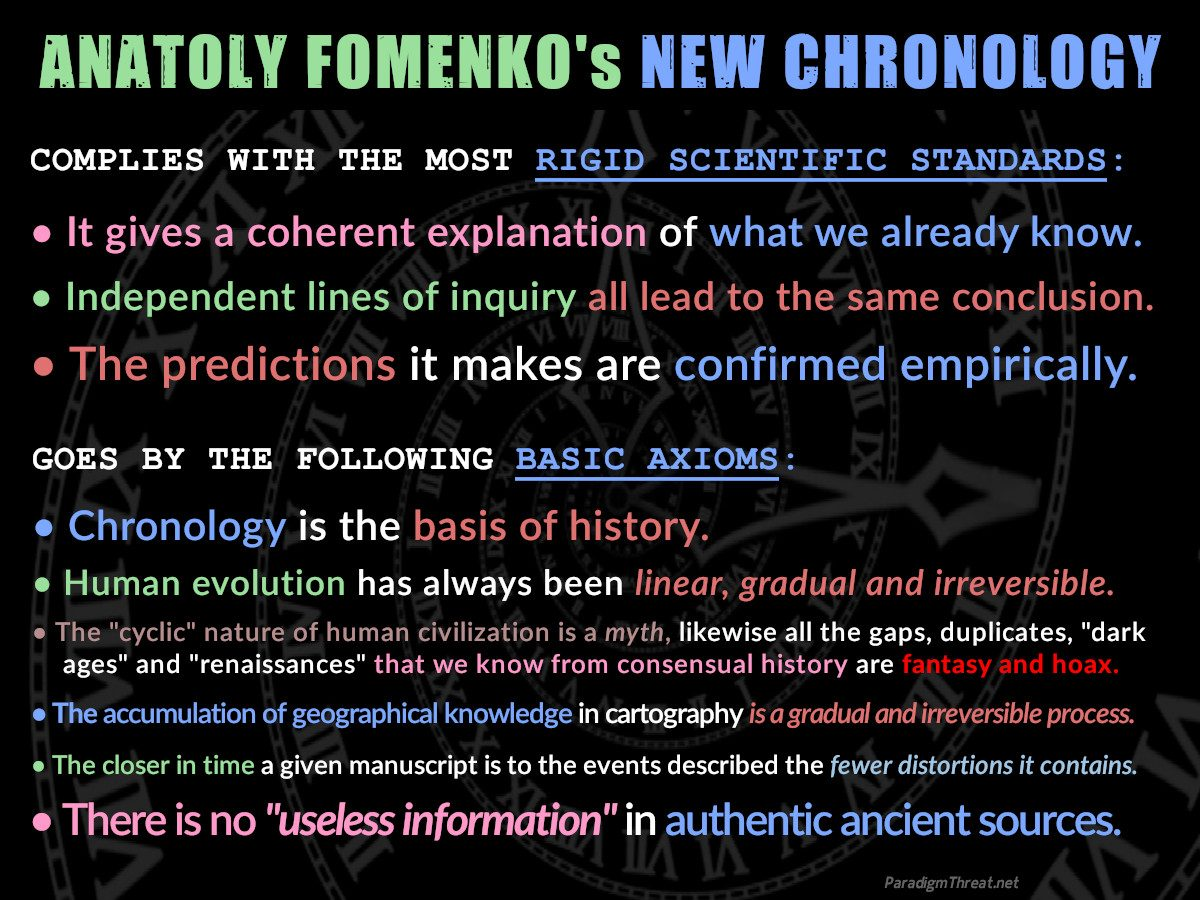 ANATOLY FOMENKO's NEW CHRONOLOGY
COMPLIES WITH THE MOST RIGID SCIENTIFIC STANDARDS:
• It gives a coherent explanation of what we already know.
• Independent lines of inquiry all lead to the same conclusion.
• The predictions it makes are confirmed empirically.
GOES BY THE FOLLOWING BASIC AXIOMS:
• Chronology is the basis of history.
• Human evolution has always been linear, gradual and irreversible.
• The "cyclic" nature of human civilization is a myth, likewise all the gaps, duplicates, "dark
ages" and "renaissances" that we know from consensual history are fantasy and hoax.
• The accumulation of geographical knowledge in cartography is a gradual and irreversible process.
• The closer in time a given manuscript is to the events described the fewer distortions it contains.
• There is no "useless information" in authentic ancient sources.
ParadigmThreat.net